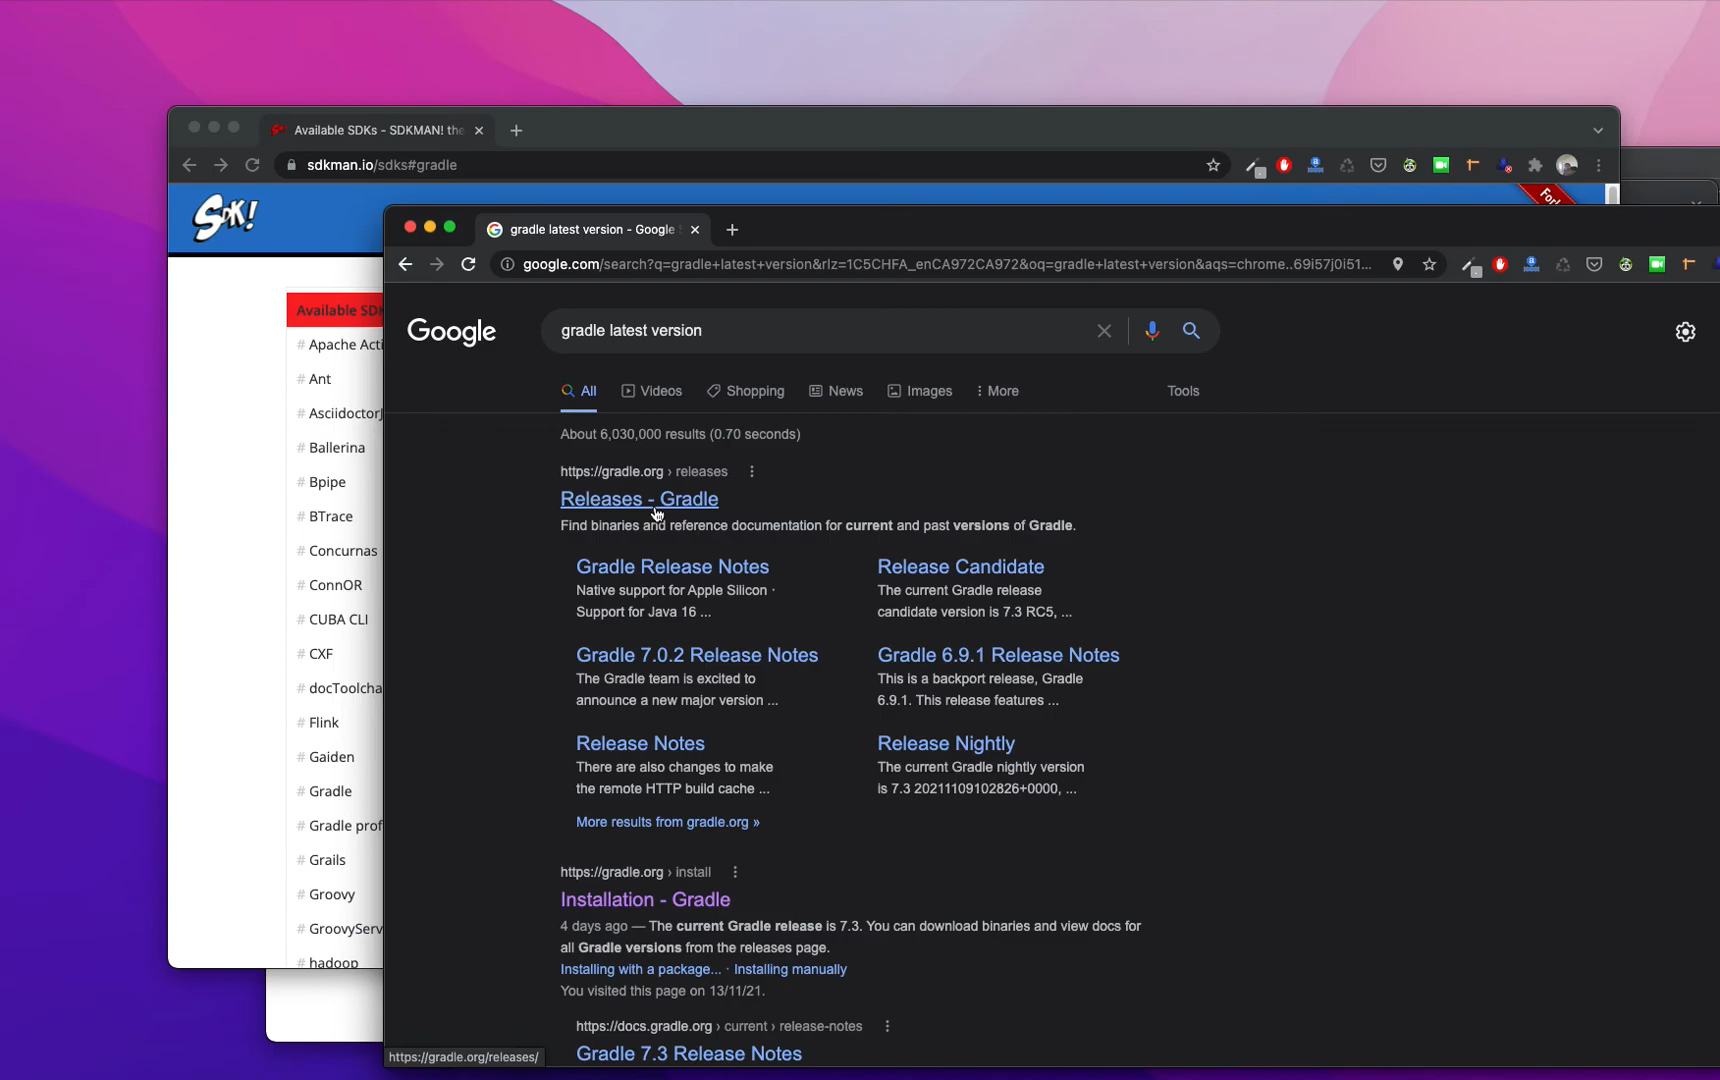 Available SDKs - SDKMAN! the
sdkman.io/sdks#gradle
SDK!
For
Available SD
# Apache Acti
# Ant
# Asciidoctor
# Ballerina
# Bpipe
# BTrace
# Concurnas
# ConnOR
# CUBA CLI
# CXF
# docToolcha
# Flink
# Gaiden
# Gradle
# Gradle prof
# Grails
# Groovy
# GroovyServ
# hadoop
gradle latest version - Google
google.com/search?q=gradle+latest+version&rlz=1C5CHFA_enCA972CA972&oq=gradle+latest+version&aqs=chrome..69i57j0i51...
Google
gradle latest version
All
Videos
Shopping
News
Images
More
Tools
About 6,030,000 results (0.70 seconds)
https://gradle.org › releases
Releases - Gradle
Find binaries and reference documentation for current and past versions of Gradle.
Gradle Release Notes
Native support for Apple Silicon ·
Support for Java 16 ...
Release Candidate
The current Gradle release
candidate version is 7.3 RC5, ...
Gradle 7.0.2 Release Notes
The Gradle team is excited to
announce a new major version ...
Gradle 6.9.1 Release Notes
This is a backport release, Gradle
6.9.1. This release features ...
Release Notes
There are also changes to make
the remote HTTP build cache ...
Release Nightly
The current Gradle nightly version
is 7.3 20211109102826+0000, ...
More results from gradle.org »
https://gradle.org › install
Installation - Gradle
4 days ago — The current Gradle release is 7.3. You can download binaries and view docs for
all Gradle versions from the releases page.
Installing with a package... · Installing manually
You visited this page on 13/11/21.
https://docs.gradle.org › current › release-notes
Gradle 7.3 Release Notes
https://gradle.org/releases/